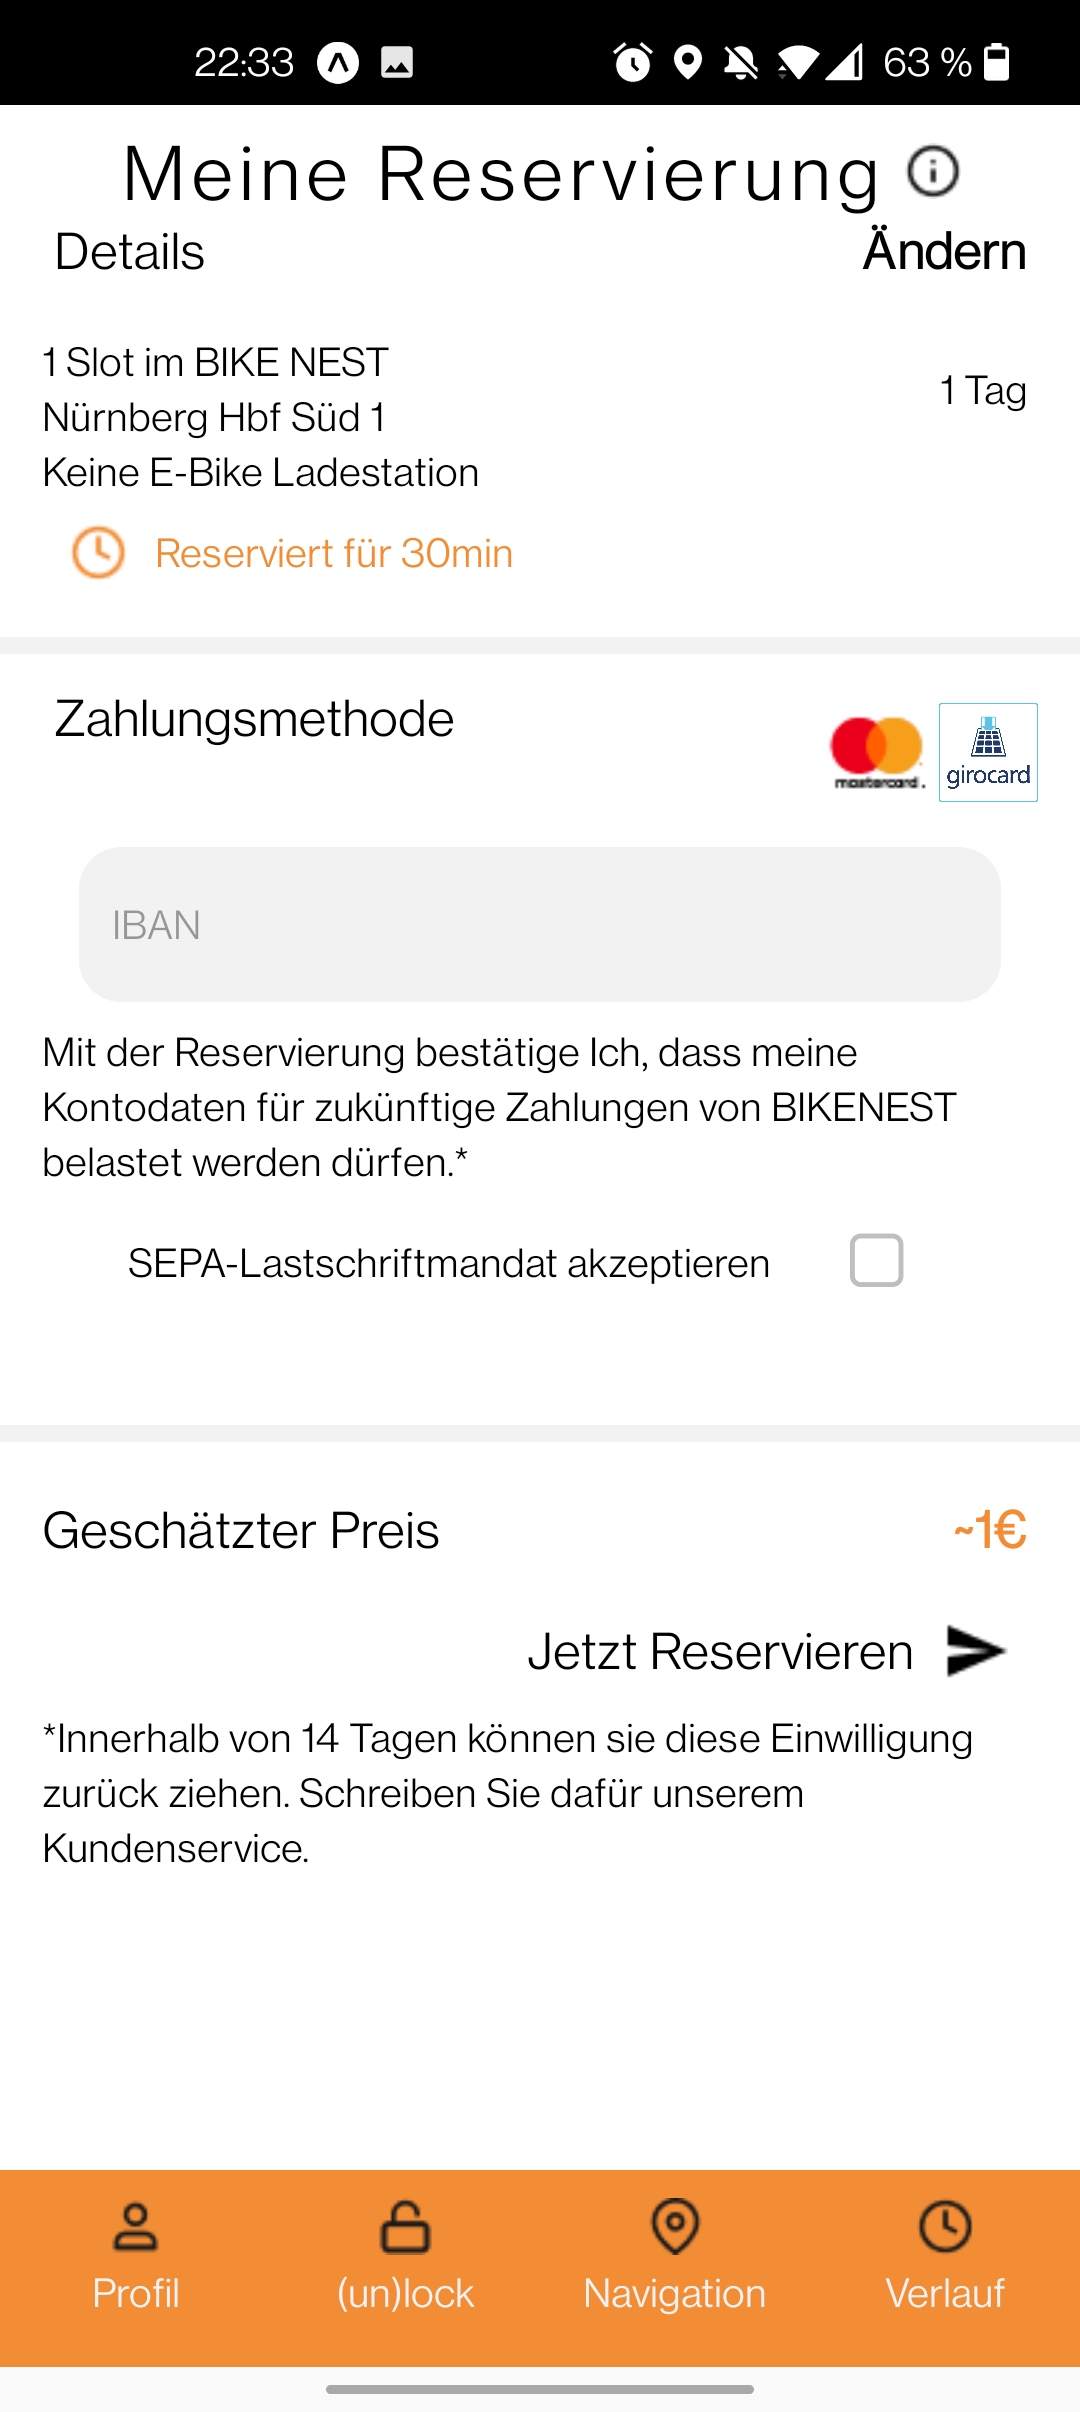 22:33
63 %
Meine Reservierung
Details
Ändern
1 Slot im BIKE NEST
Nürnberg Hbf Süd 1
Keine E-Bike Ladestation
1 Tag
Reserviert für 30min
Zahlungsmethode
mastercard.
girocard
IBAN
Mit der Reservierung bestätige Ich, dass meine
Kontodaten für zukünftige Zahlungen von BIKENEST
belastet werden dürfen.*
SEPA-Lastschriftmandat akzeptieren
Geschätzter Preis
~1€
Jetzt Reservieren
*Innerhalb von 14 Tagen können sie diese Einwilligung
zurück ziehen. Schreiben Sie dafür unserem
Kundenservice.
Profil
(un)lock
Navigation
Verlauf